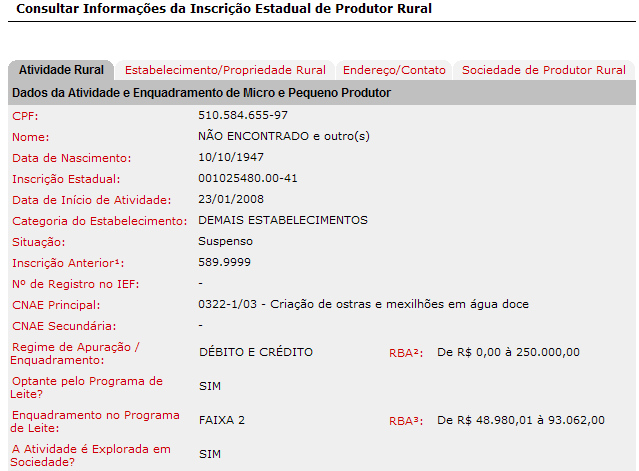 Consultar Informações da Inscrição Estadual de Produtor Rural
Atividade Rural Estabelecimento/Propriedade Rural Endereço/Contato Sociedade de Produtor Rural
Dados da Atividade e Enquadramento de Micro e Pequeno Produtor
CPF: 510.584.655-97
Nome: NÃO ENCONTRADO e outro(s)
Data de Nascimento: 10/10/1947
Inscrição Estadual: 001025480.00-41
Data de Início de Atividade: 23/01/2008
Categoria do Estabelecimento: DEMAIS ESTABELECIMENTOS
Situação: Suspenso
Inscrição Anterior¹: 589.9999
Nº de Registro no IEF: -
CNAE Principal: 0322-1/03 - Criação de ostras e mexilhões em água doce
CNAE Secundária: -
Regime de Apuração /
Enquadramento: DÉBITO E CRÉDITO RBA²: De R$ 0,00 à 250.000,00
Optante pelo Programa de
Leite? SIM
Enquadramento no Programa
de Leite: FAIXA 2 RBA³: De R$ 48.980,01 à 93.062,00
A Atividade é Explorada em
Sociedade? SIM